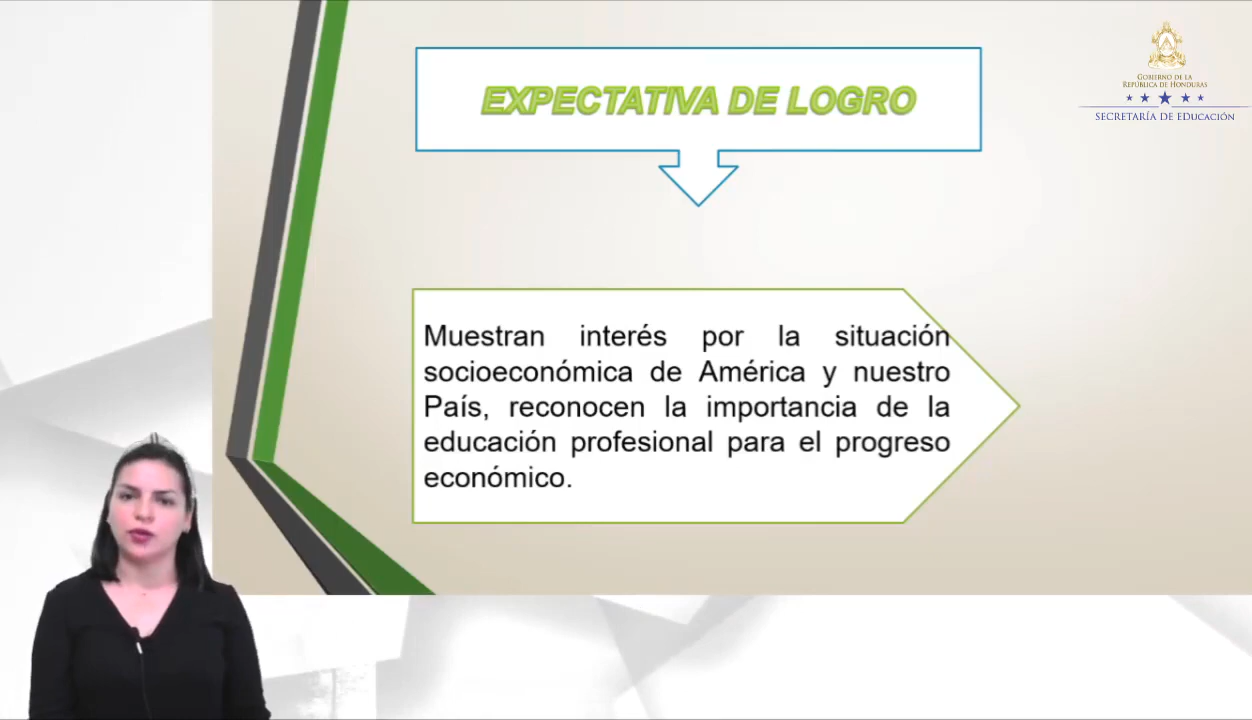 EXPECTATIVA DE LOGRO
GOBIERNO DE LA
REPÚBLICA DE HONDURAS
SECRETARÍA DE EDUCACIÓN
Muestran interés por la situación
socioeconómica de América y nuestro
País, reconocen la importancia de la
educación profesional para el progreso
económico.